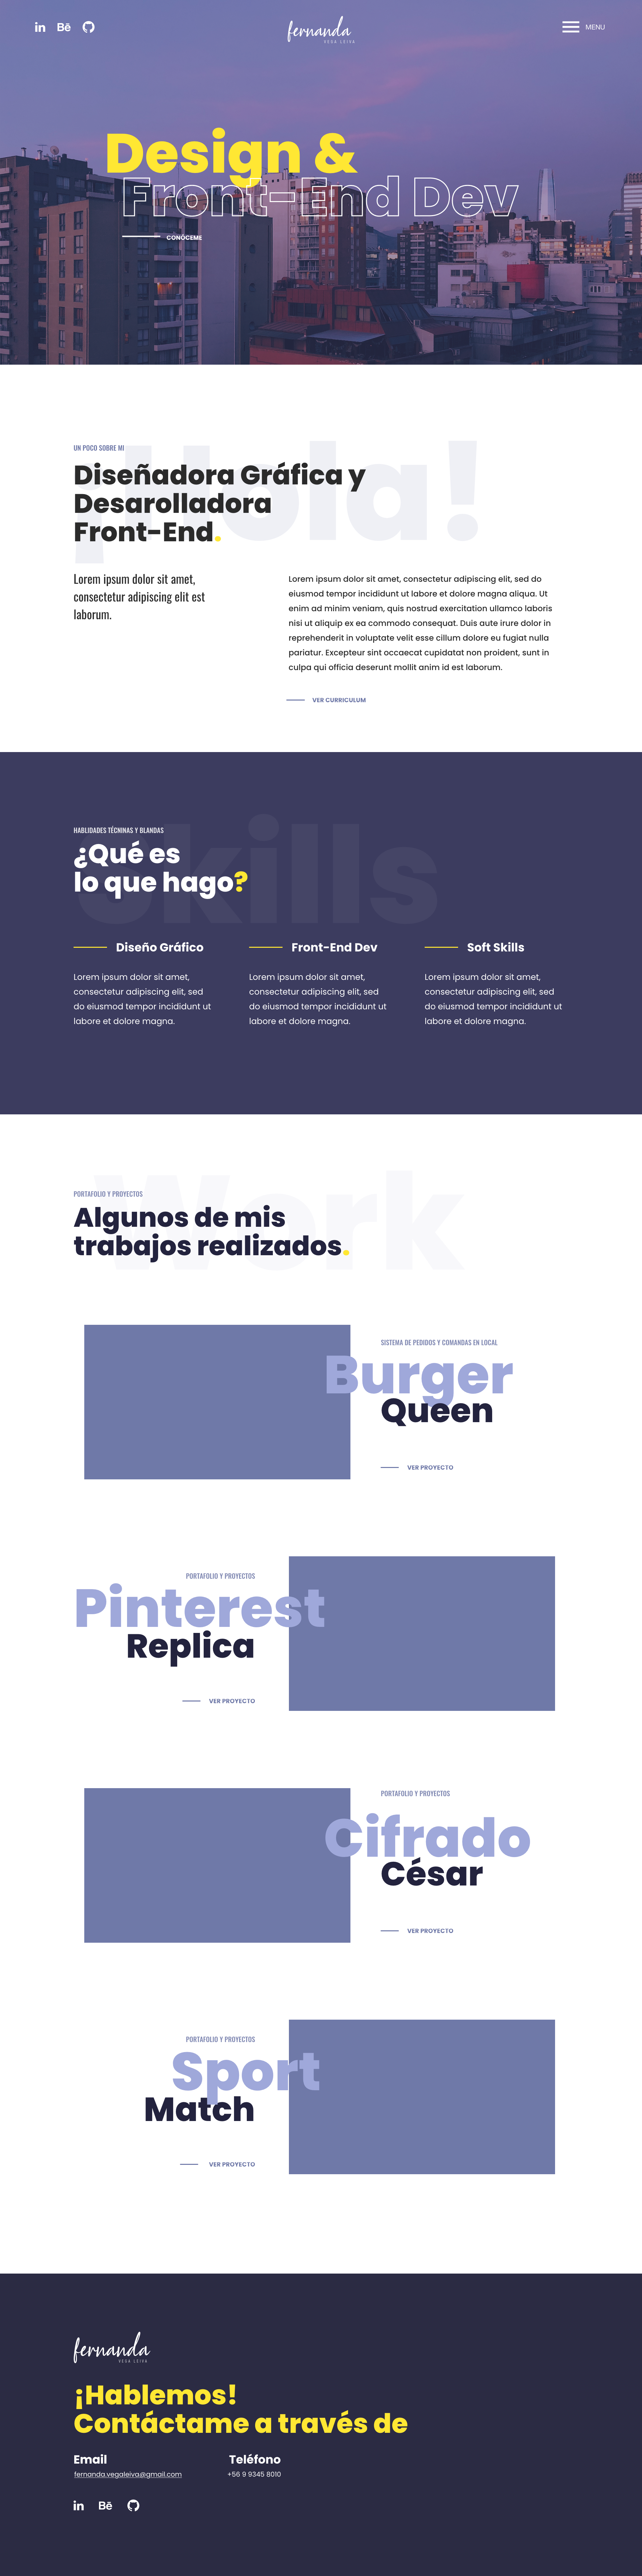 in Bē
fernanda
VEGA LEIVA
MENU
Design &
Front-End Dev
CONÓCEME
¡Hola!
UN POCO SOBRE MI
Diseñadora Gráfica y
Desarolladora
Front-End.
Lorem ipsum dolor sit amet,
consectetur adipiscing elit est
laborum.
Lorem ipsum dolor sit amet, consectetur adipiscing elit, sed do
eiusmod tempor incididunt ut labore et dolore magna aliqua. Ut
enim ad minim veniam, quis nostrud exercitation ullamco laboris
nisi ut aliquip ex ea commodo consequat. Duis aute irure dolor in
reprehenderit in voluptate velit esse cillum dolore eu fugiat nulla
pariatur. Excepteur sint occaecat cupidatat non proident, sunt in
culpa qui officia deserunt mollit anim id est laborum.
VER CURRICULUM
Skills
HABLIDADES TÉCNINAS Y BLANDAS
¿Qué es
lo que hago?
Diseño Gráfico
Lorem ipsum dolor sit amet,
consectetur adipiscing elit, sed
do eiusmod tempor incididunt ut
labore et dolore magna.
Front-End Dev
Lorem ipsum dolor sit amet,
consectetur adipiscing elit, sed
do eiusmod tempor incididunt ut
labore et dolore magna.
Soft Skills
Lorem ipsum dolor sit amet,
consectetur adipiscing elit, sed
do eiusmod tempor incididunt ut
labore et dolore magna.
Work
PORTAFOLIO Y PROYECTOS
Algunos de mis
trabajos realizados.
SISTEMA DE PEDIDOS Y COMANDAS EN LOCAL
Burger
Queen
VER PROYECTO
PORTAFOLIO Y PROYECTOS
Pinterest
Replica
VER PROYECTO
PORTAFOLIO Y PROYECTOS
Cifrado
César
VER PROYECTO
PORTAFOLIO Y PROYECTOS
Sport
Match
VER PROYECTO
fernanda
VEGA LEIVA
¡Hablemos!
Contáctame a través de
Email
fernanda.vegaleiva@gmail.com
Teléfono
+56 9 9345 8010
in Bē